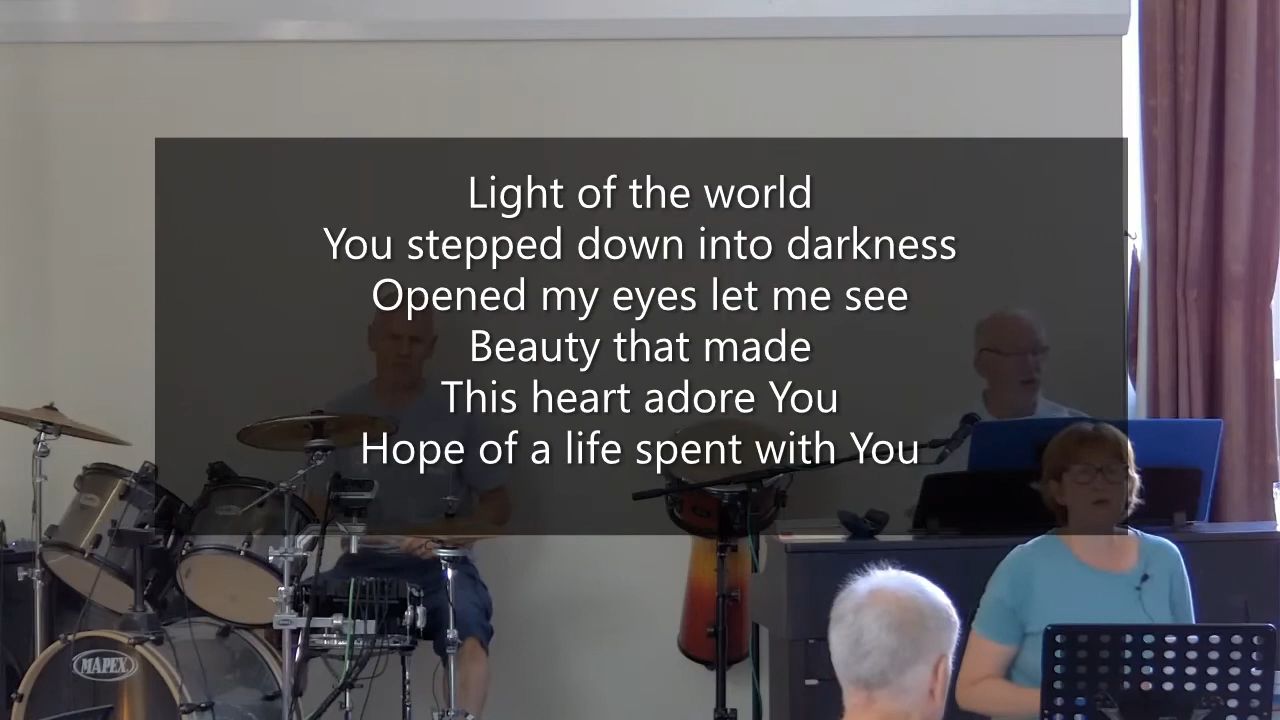 Light of the world
You stepped down into darkness
Opened my eyes let me see
Beauty that made
This heart adore You
Hope of a life spent with You
MAPEX